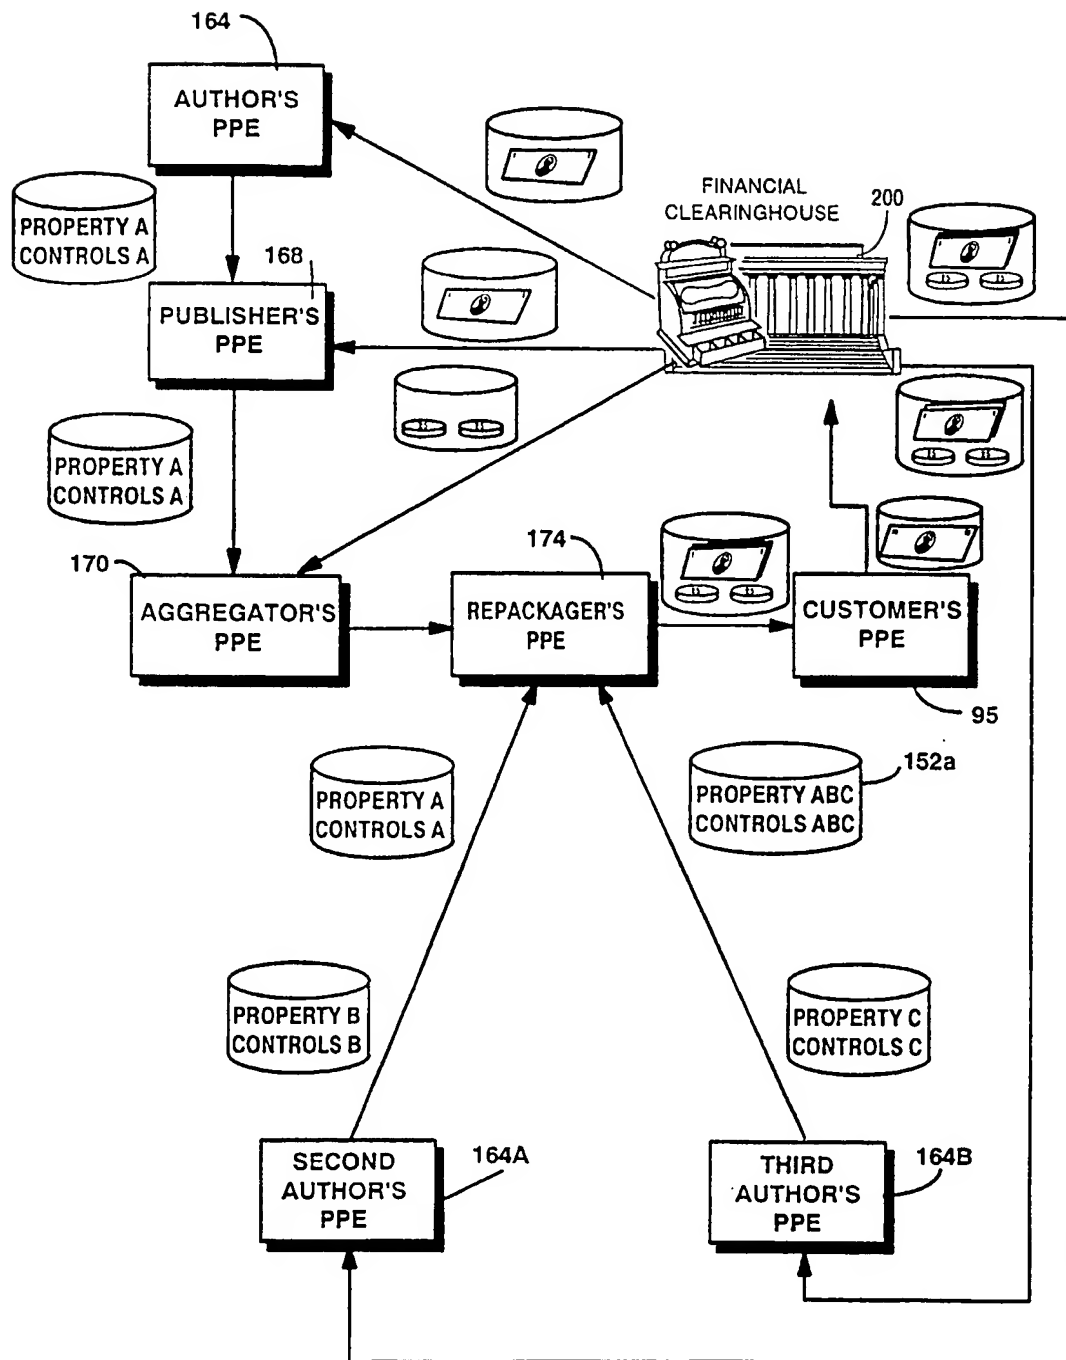 164
AUTHOR'S
PPE
PROPERTY A
CONTROLS A
FINANCIAL
CLEARINGHOUSE
200
168
PUBLISHER'S
PPE
PROPERTY A
CONTROLS A
170
AGGREGATOR'S
PPE
174
REPACKAGER'S
PPE
CUSTOMER'S
PPE
95
PROPERTY A
CONTROLS A
PROPERTY ABC
CONTROLS ABC
152a
PROPERTY B
CONTROLS B
PROPERTY C
CONTROLS C
SECOND
AUTHOR'S
PPE
164A
THIRD
AUTHOR'S
PPE
164B